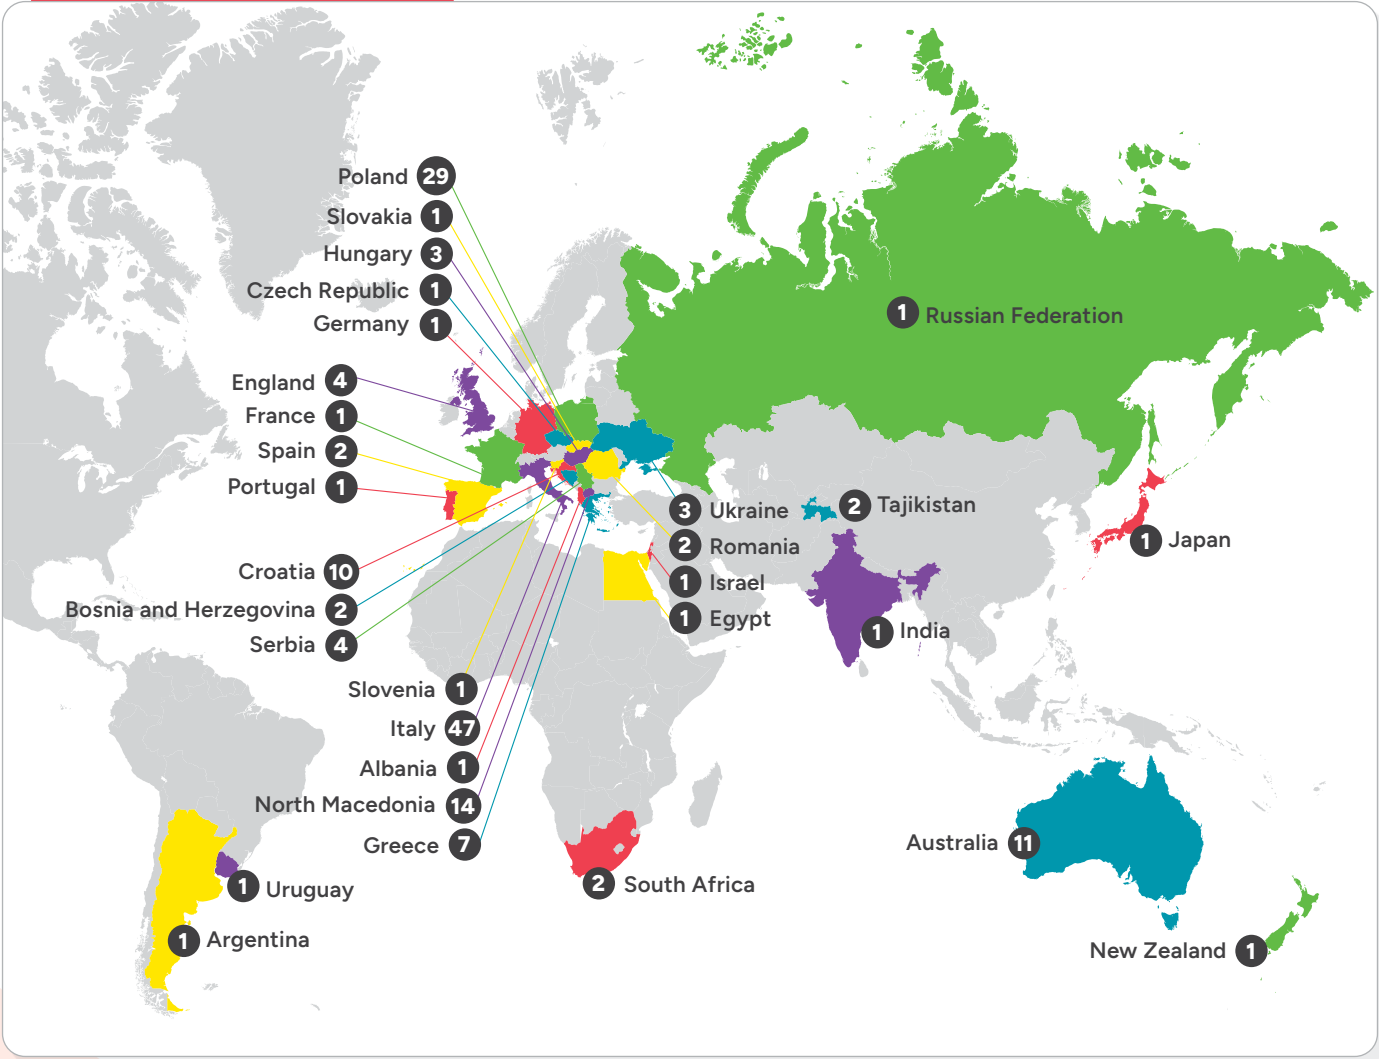 Poland 29
Slovakia 1
Hungary 3
Czech Republic 1
Germany 1
1 Russian Federation
England 4
France 1
Spain 2
Portugal 1
3 Ukraine
2 Tajikistan
2 Romania
1 Japan
Croatia 10
1 Israel
Bosnia and Herzegovina 2
1 Egypt
1 India
Serbia 4
Slovenia 1
Italy 47
Albania 1
North Macedonia 14
Greece 7
Australia 11
2 South Africa
1 Uruguay
1 Argentina
New Zealand 1